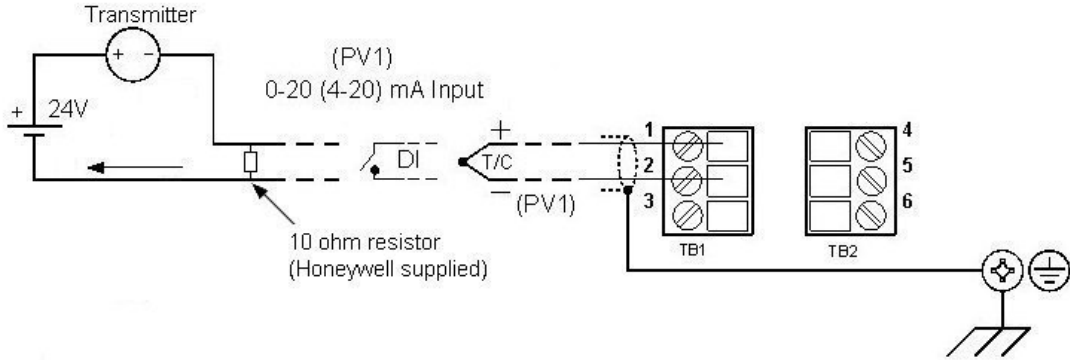 Transmitter
+ −
+ 24V
(PV1)
0-20 (4-20) mA Input
DI
+
T/C
−
(PV1)
10 ohm resistor
(Honeywell supplied)
1
2
3
TB1
4
5
6
TB2